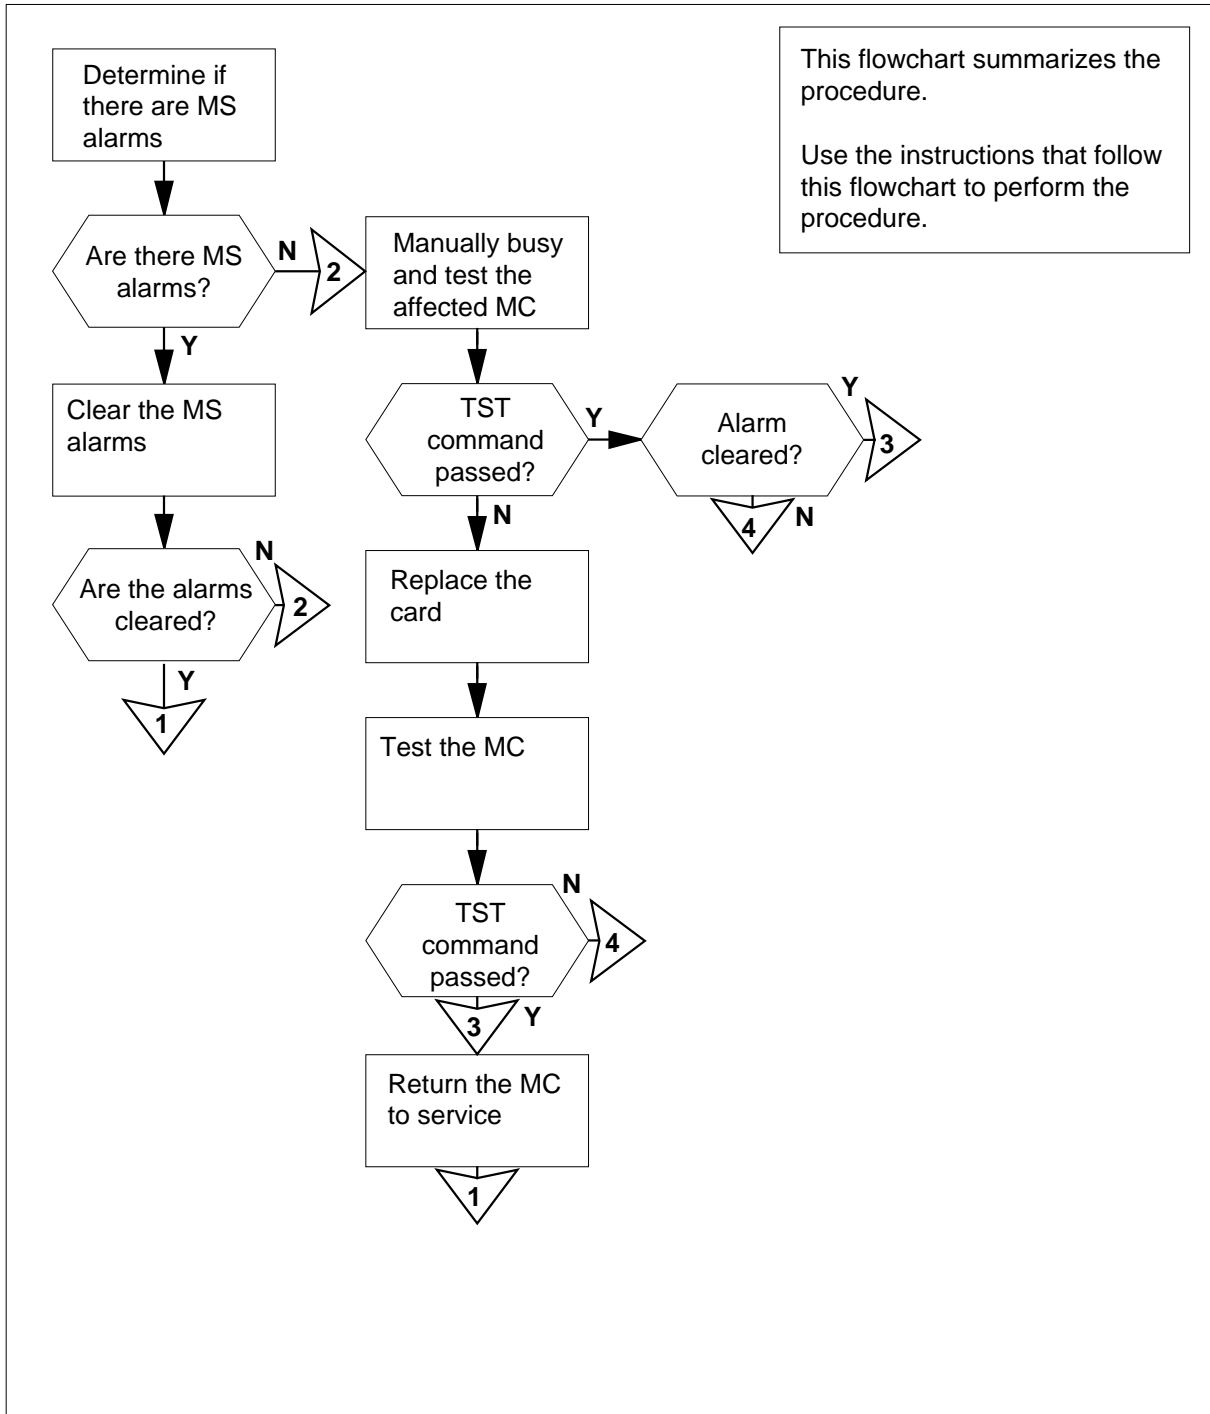 This flowchart summarizes the
procedure.
Use the instructions that follow
this flowchart to perform the
procedure.
Determine if
there are MS
alarms
Are there MS
alarms?
N
2
Y
Clear the MS
alarms
Are the alarms
cleared?
N
2
Y
1
Manually busy
and test the
affected MC
TST
command
passed?
Y
Alarm
cleared?
Y
3
N
4
N
Replace the
card
Test the MC
TST
command
passed?
N
4
Y
3
Return the MC
to service
1